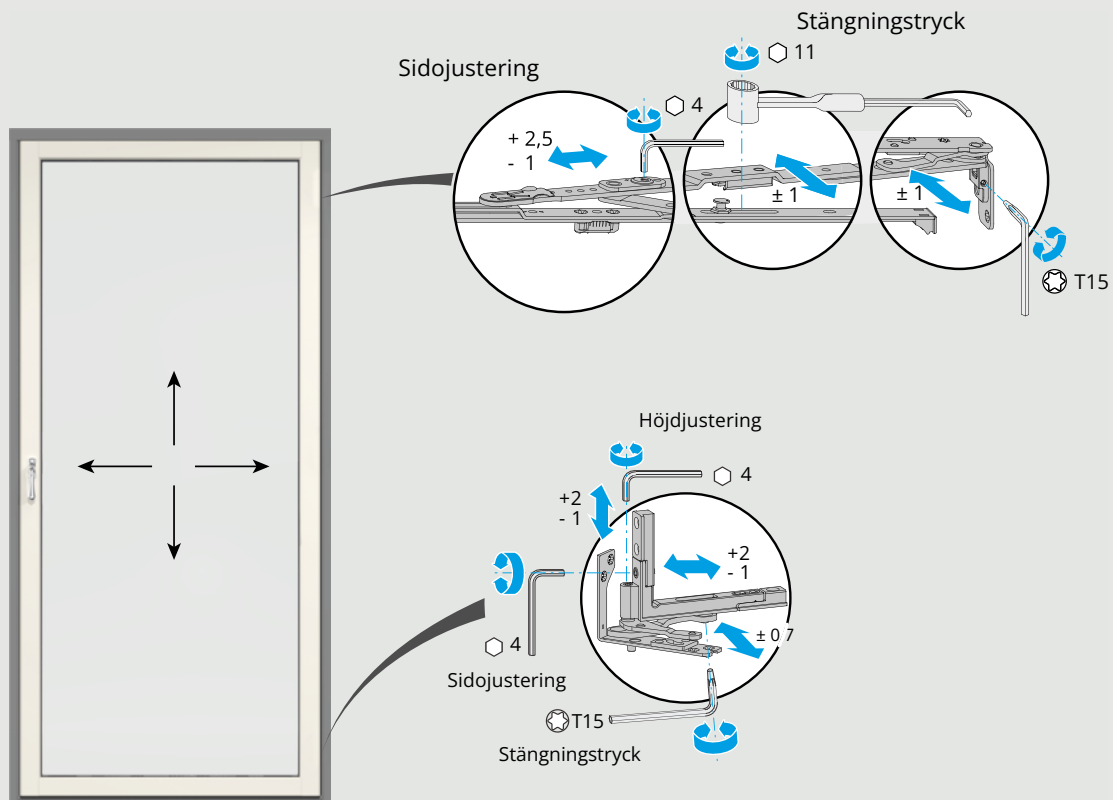 Stängningstryck
11
Sidojustering
4
+ 2,5
- 1
± 1
± 1
T15
Höjdjustering
4
+2
- 1
+2
- 1
± 0 7
4
Sidojustering
T15
Stängningstryck